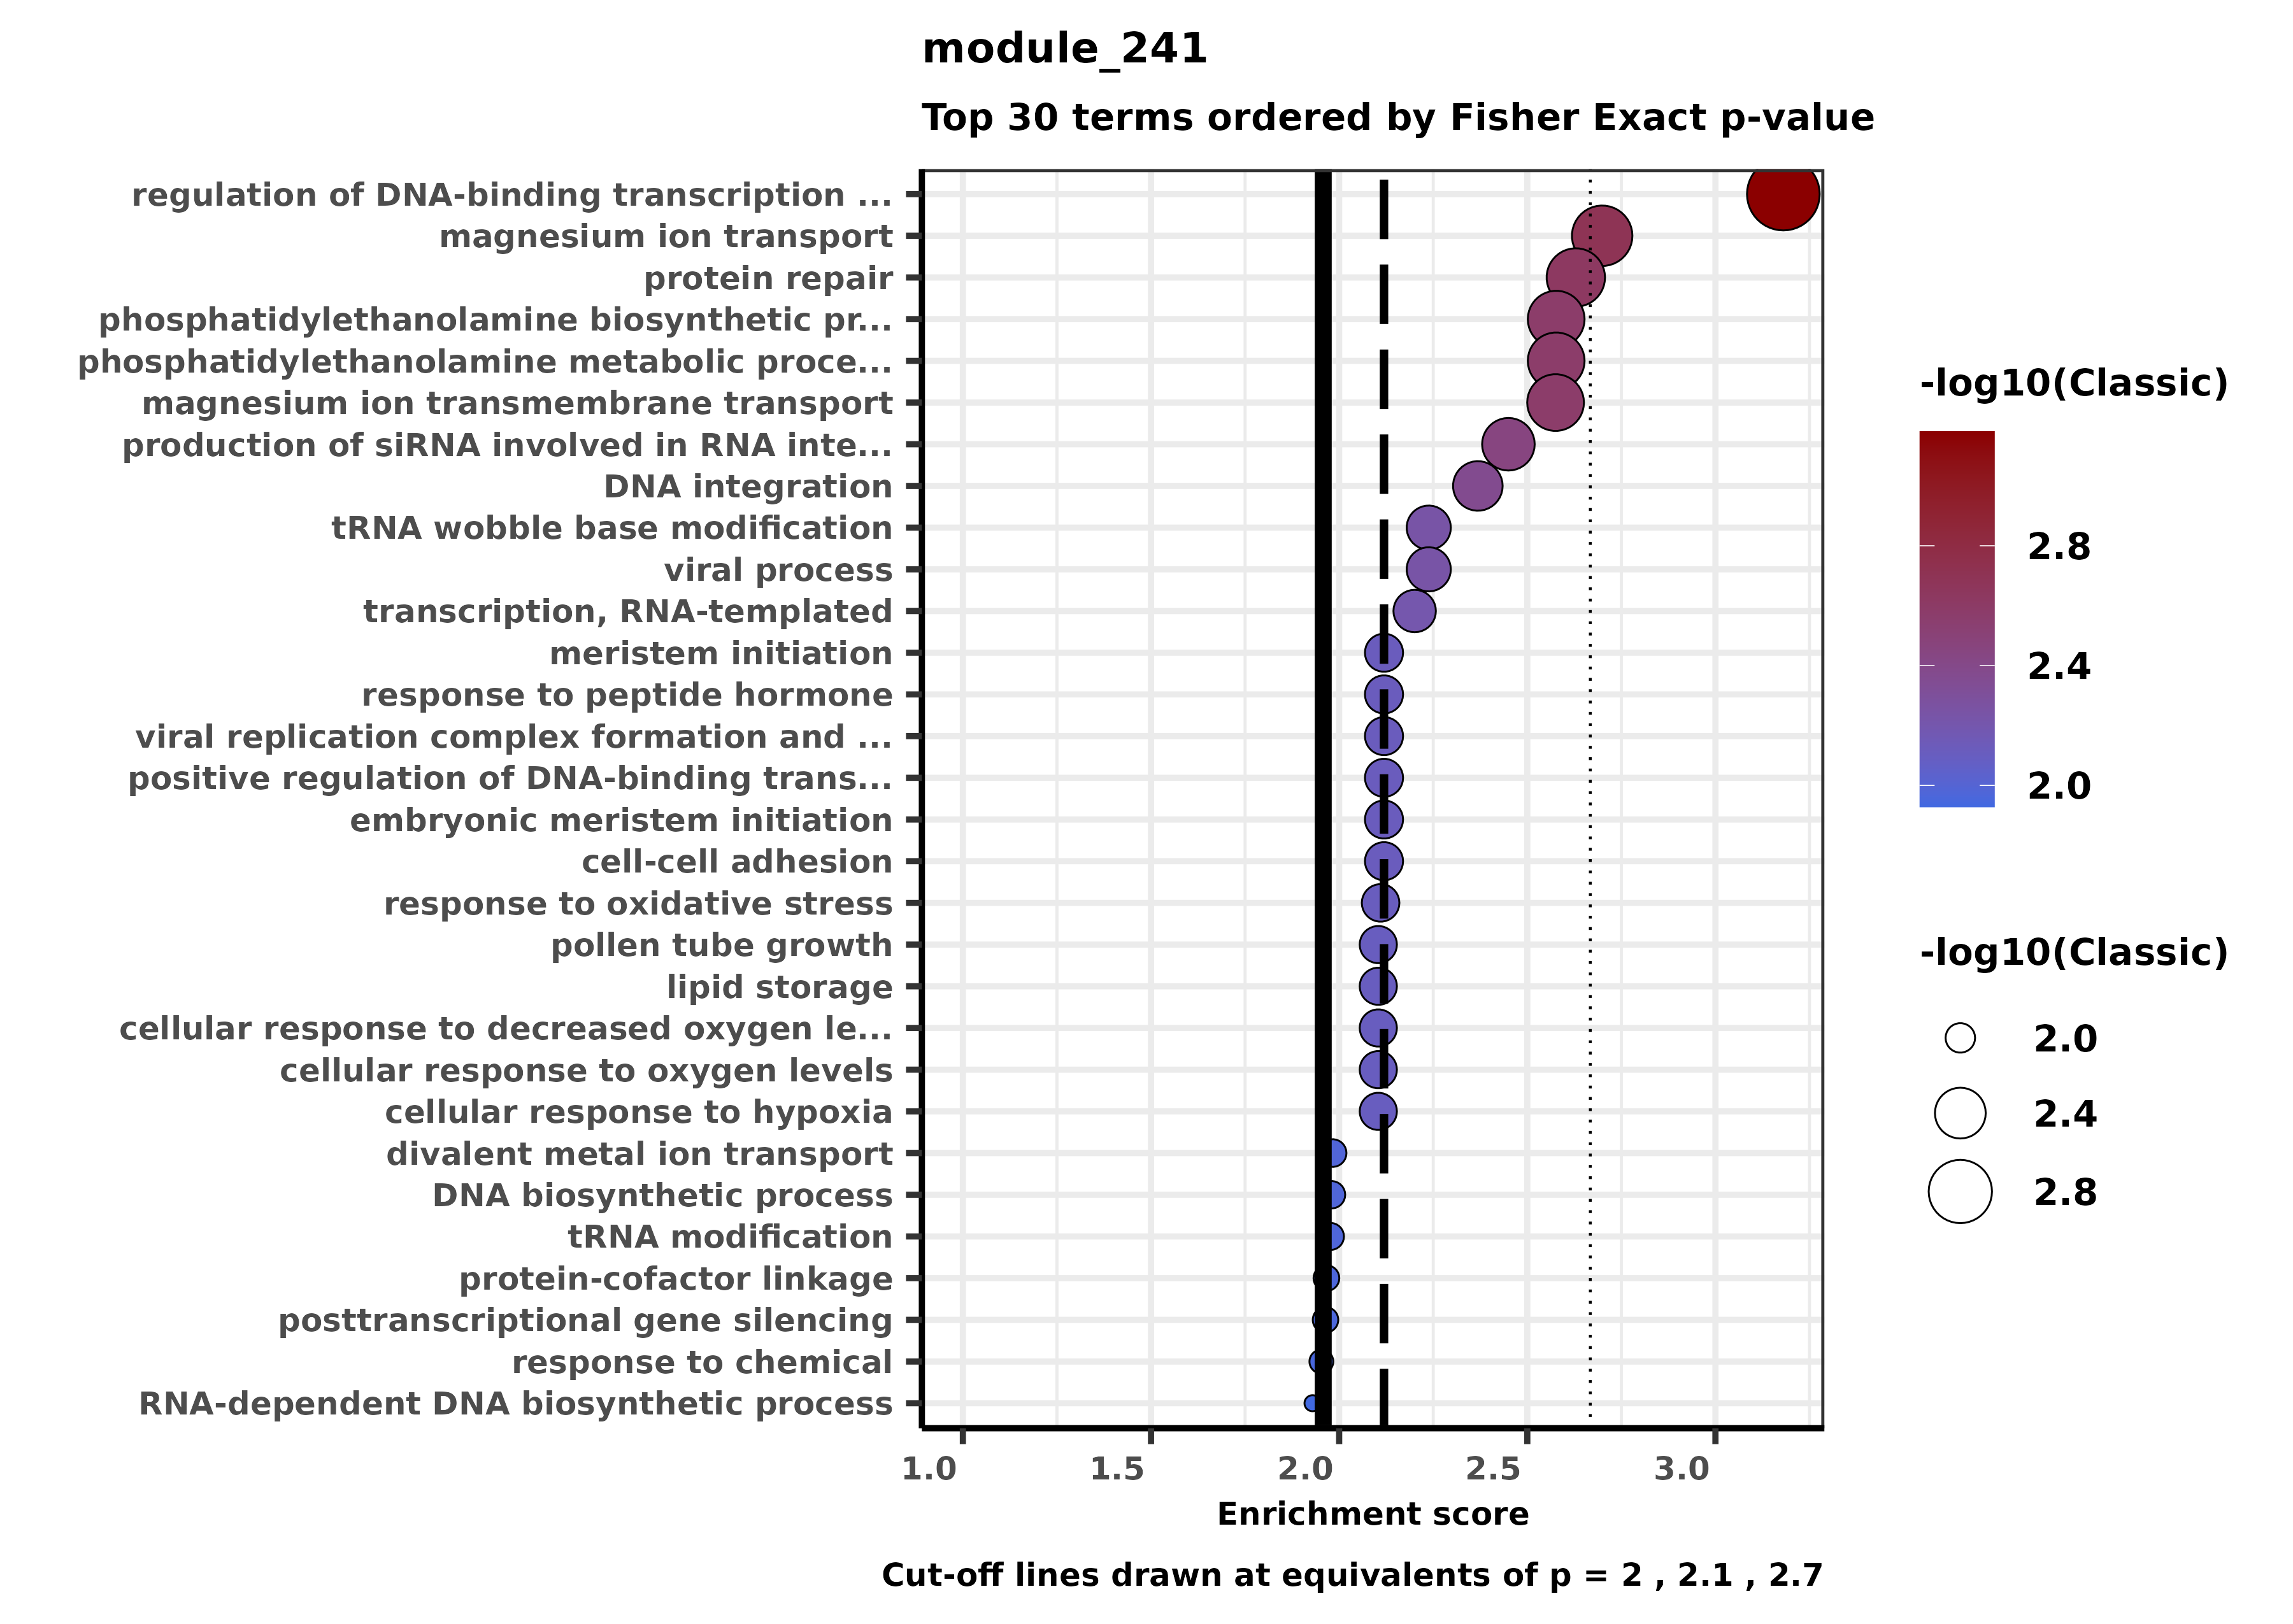 module_241
Top 30 terms ordered by Fisher Exact p-value
regulation of DNA-binding transcription ...
magnesium ion transport
protein repair
phosphatidylethanolamine biosynthetic pr...
phosphatidylethanolamine metabolic proce...
magnesium ion transmembrane transport
production of siRNA involved in RNA inte...
DNA integration
tRNA wobble base modification
viral process
transcription, RNA-templated
meristem initiation
response to peptide hormone
viral replication complex formation and ...
positive regulation of DNA-binding trans...
embryonic meristem initiation
cell-cell adhesion
response to oxidative stress
pollen tube growth
lipid storage
cellular response to decreased oxygen le...
cellular response to oxygen levels
cellular response to hypoxia
divalent metal ion transport
DNA biosynthetic process
tRNA modification
protein-cofactor linkage
posttranscriptional gene silencing
response to chemical
RNA-dependent DNA biosynthetic process
1.0 1.5 2.0 2.5 3.0
Enrichment score
Cut-off lines drawn at equivalents of p = 2 , 2.1 , 2.7
-log10(Classic)
2.8
2.4
2.0
-log10(Classic)
2.0
2.4
2.8